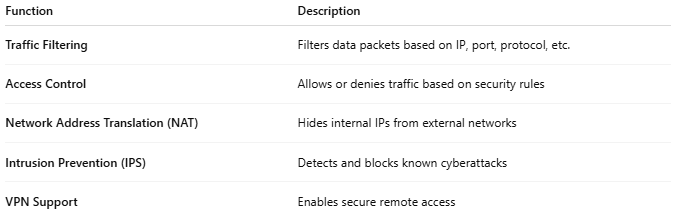 Function Description
Traffic Filtering Filters data packets based on IP, port, protocol, etc.
Access Control Allows or denies traffic based on security rules
Network Address Translation (NAT) Hides internal IPs from external networks
Intrusion Prevention (IPS) Detects and blocks known cyberattacks
VPN Support Enables secure remote access